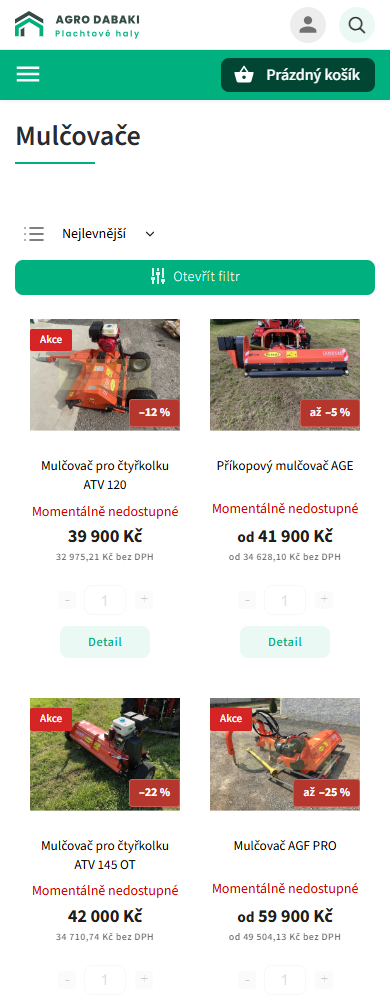 AGRO DABAKI
Plachtové haly
Prázdný košík
Mulčovače
Nejlevnější
Otevřít filtr
Akce
–12 %
až –5 %
Mulčovač pro čtyřkolku
ATV 120
Momentálně nedostupné
39 900 Kč
32 975,21 Kč bez DPH
- 1 +
Detail
Příkopový mulčovač AGE
Momentálně nedostupné
od 41 900 Kč
od 34 628,10 Kč bez DPH
- 1 +
Detail
Akce
–22 %
Akce
až –25 %
Mulčovač pro čtyřkolku
ATV 145 OT
Momentálně nedostupné
42 000 Kč
34 710,74 Kč bez DPH
- 1 +
Mulčovač AGF PRO
Momentálně nedostupné
od 59 900 Kč
od 49 504,13 Kč bez DPH
- 1 +